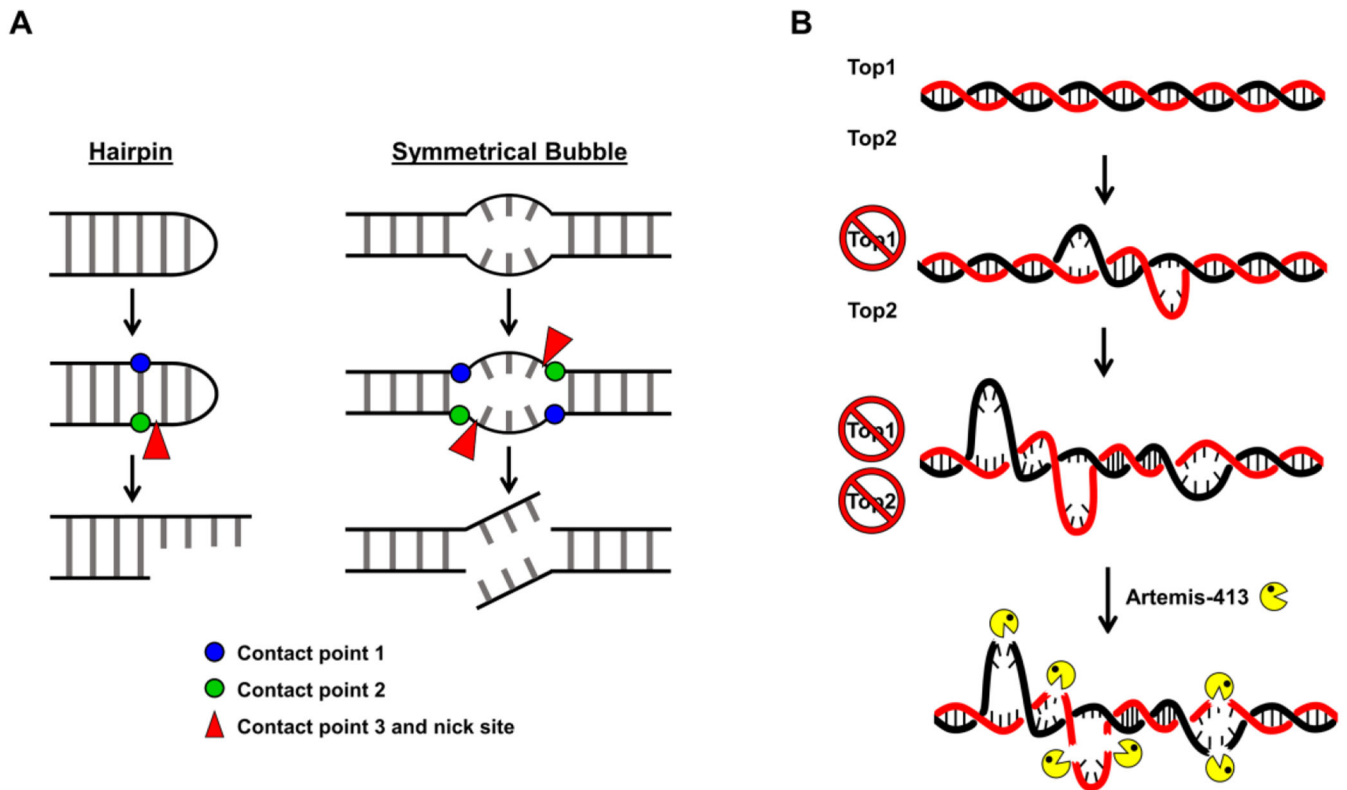 A
Hairpin
Symmetrical Bubble
Contact point 1
Contact point 2
Contact point 3 and nick site
B
Top1
Top2
Top1
Top2
Top1
Top2
Artemis-413